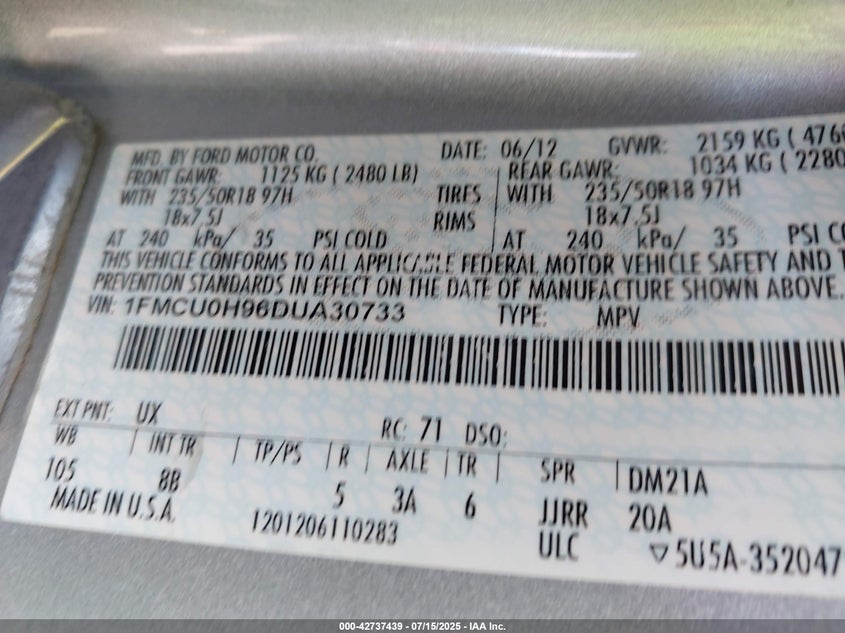 MFD. BY FORD MOTOR CO. DATE: 06/12 GVWR: 2159 KG ( 476
FRONT GAWR: 1125 KG ( 2480 LB) REAR GAWR: 1034 KG ( 2280
WITH 235/50R18 97H TIRES WITH 235/50R18 97H
18x7.5J RIMS 18x7.5J
AT 240 kPa/ 35 PSI COLD AT 240 kPa/ 35 PSI CO
THIS VEHICLE CONFORMS TO ALL APPLICABLE FEDERAL MOTOR VEHICLE SAFETY AND T
PREVENTION STANDARDS IN EFFECT ON THE DATE OF MANUFACTURE SHOWN ABOVE.
VIN: 1FMCU0H96DUA30733 TYPE: MPV
EXT PNT: UX RC: 71 DSO:
WB INT TR TP/PS R AXLE TR SPR DM21A
105 8B 5 3A 6 JJRR 20A
MADE IN U.S.A. 1201206110283 ULC ▽5U5A-352047
000-42737439 - 07/15/2025 - IAA Inc.